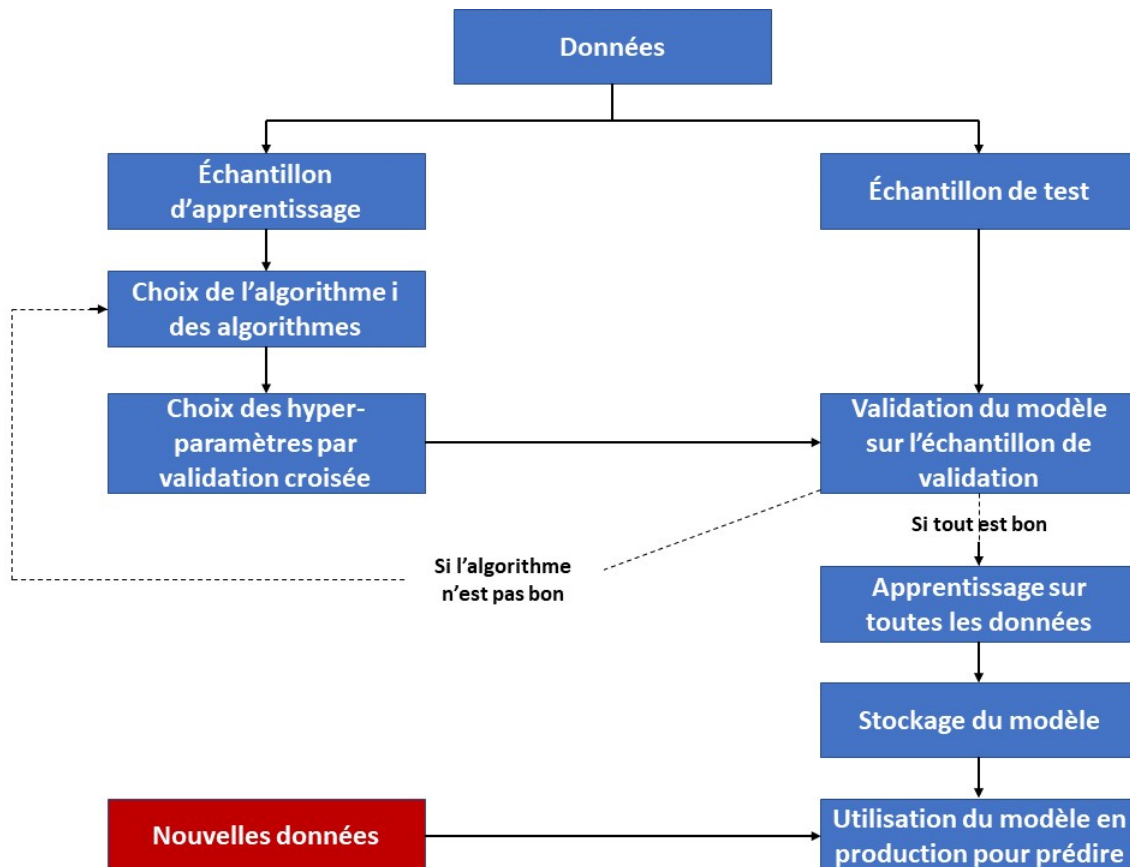 Données
Échantillon
d’apprentissage
Échantillon de test
Choix de l’algorithme i
des algorithmes
Choix des hyper-
paramètres par
validation croisée
Validation du modèle
sur l’échantillon de
validation
Si tout est bon
Si l’algorithme
n’est pas bon
Apprentissage sur
toutes les données
Stockage du modèle
Nouvelles données
Utilisation du modèle en
production pour prédire